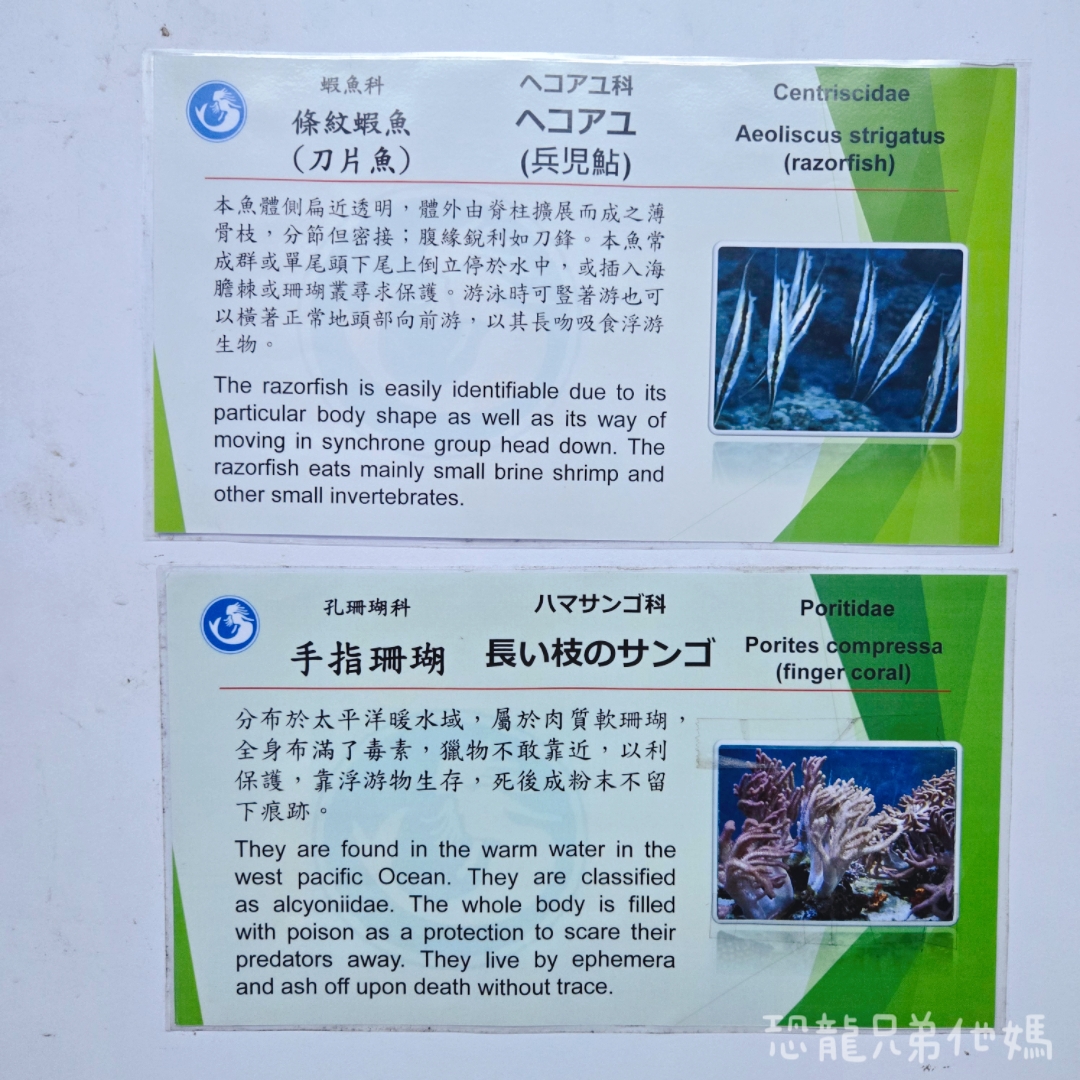 蝦魚科
ヘコアユ科
Centriscidae
條紋蝦魚
ヘコアユ
Aeoliscus strigatus
(刀片魚)
(兵児鮎)
(razorfish)
本魚體側扁近透明，體外由脊柱擴展而成之薄
骨枝，分節但密接；腹緣銳利如刀鋒。本魚常
成群或單尾頭下尾上倒立停於水中，或插入海
膽棘或珊瑚叢尋求保護。游泳時可豎著游也可
以橫著正常地頭部向前游，以其長吻吸食浮游
生物。
The razorfish is easily identifiable due to its
particular body shape as well as its way of
moving in synchrone group head down. The
razorfish eats mainly small brine shrimp and
other small invertebrates.
孔珊瑚科
ハマサンゴ科
Poritidae
手指珊瑚
長い枝のサンゴ
Porites compressa
(finger coral)
分布於太平洋暖水域，屬於肉質軟珊瑚，
全身布滿了毒素，獵物不敢靠近，以利
保護，靠浮游物生存，死後成粉末不留
下痕跡。
They are found in the warm water in the
west pacific Ocean. They are classified
as alcyoniidae. The whole body is filled
with poison as a protection to scare their
predators away. They live by ephemera
and ash off upon death without trace.
恐龍兄弟他媽